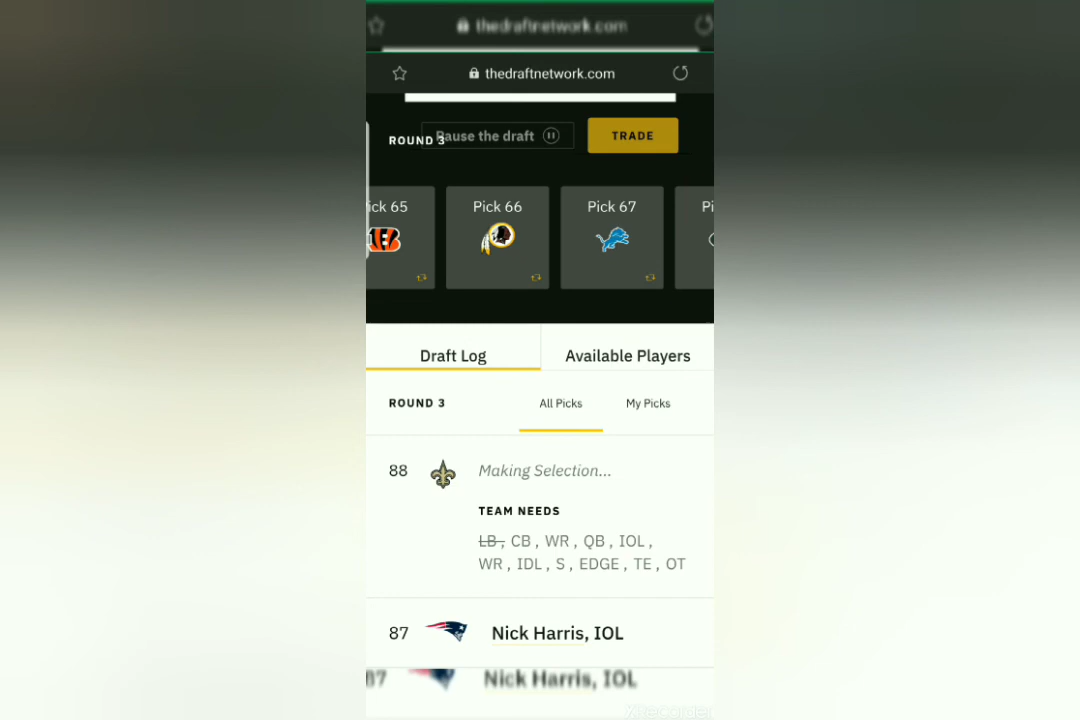 thedraftnetwork.com
thedraftnetwork.com
ROUND 3
Pause the draft
TRADE
ick 65
Pick 66
Pick 67
Pi
Draft Log
Available Players
ROUND 3
All Picks
My Picks
88
Making Selection...
TEAM NEEDS
LB, CB, WR, QB, IOL,
WR, IDL, S, EDGE, TE, OT
87
Nick Harris, IOL
87
Nick Harris, IOL